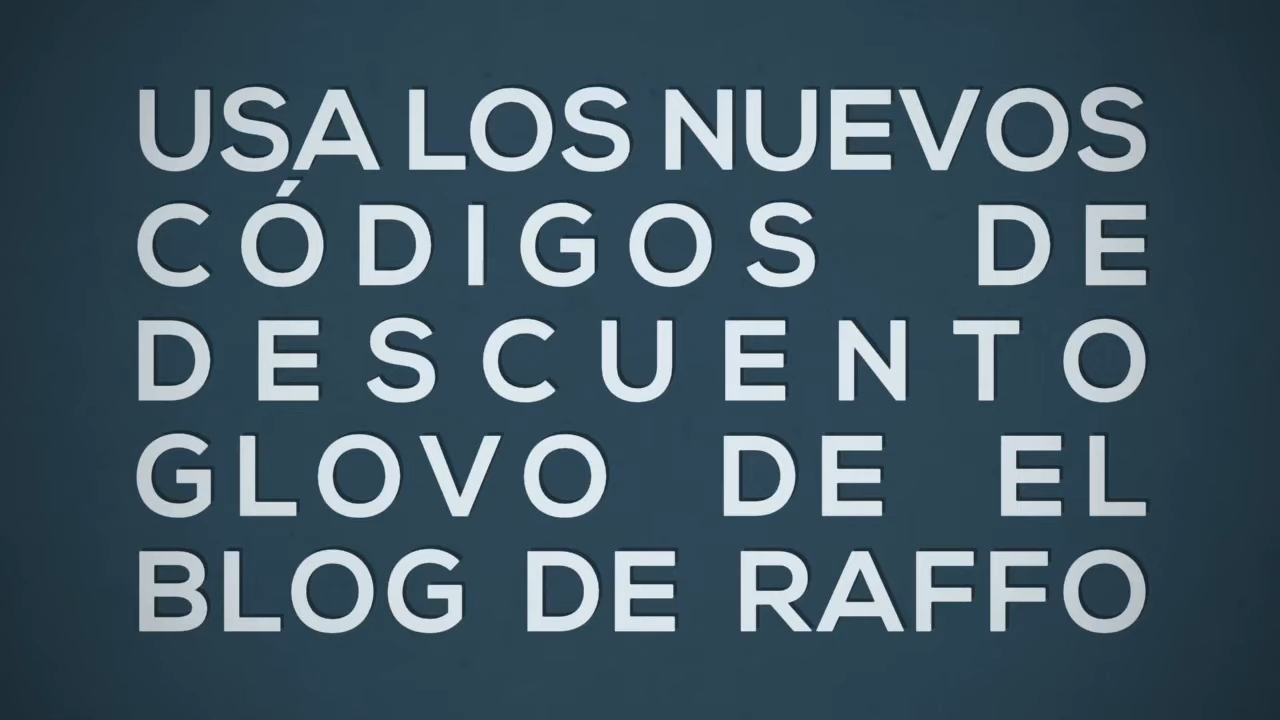 USA LOS NUEVOS
CÓDIGOS DE
DESCUENTO
GLOVO DE EL
BLOG DE RAFFO